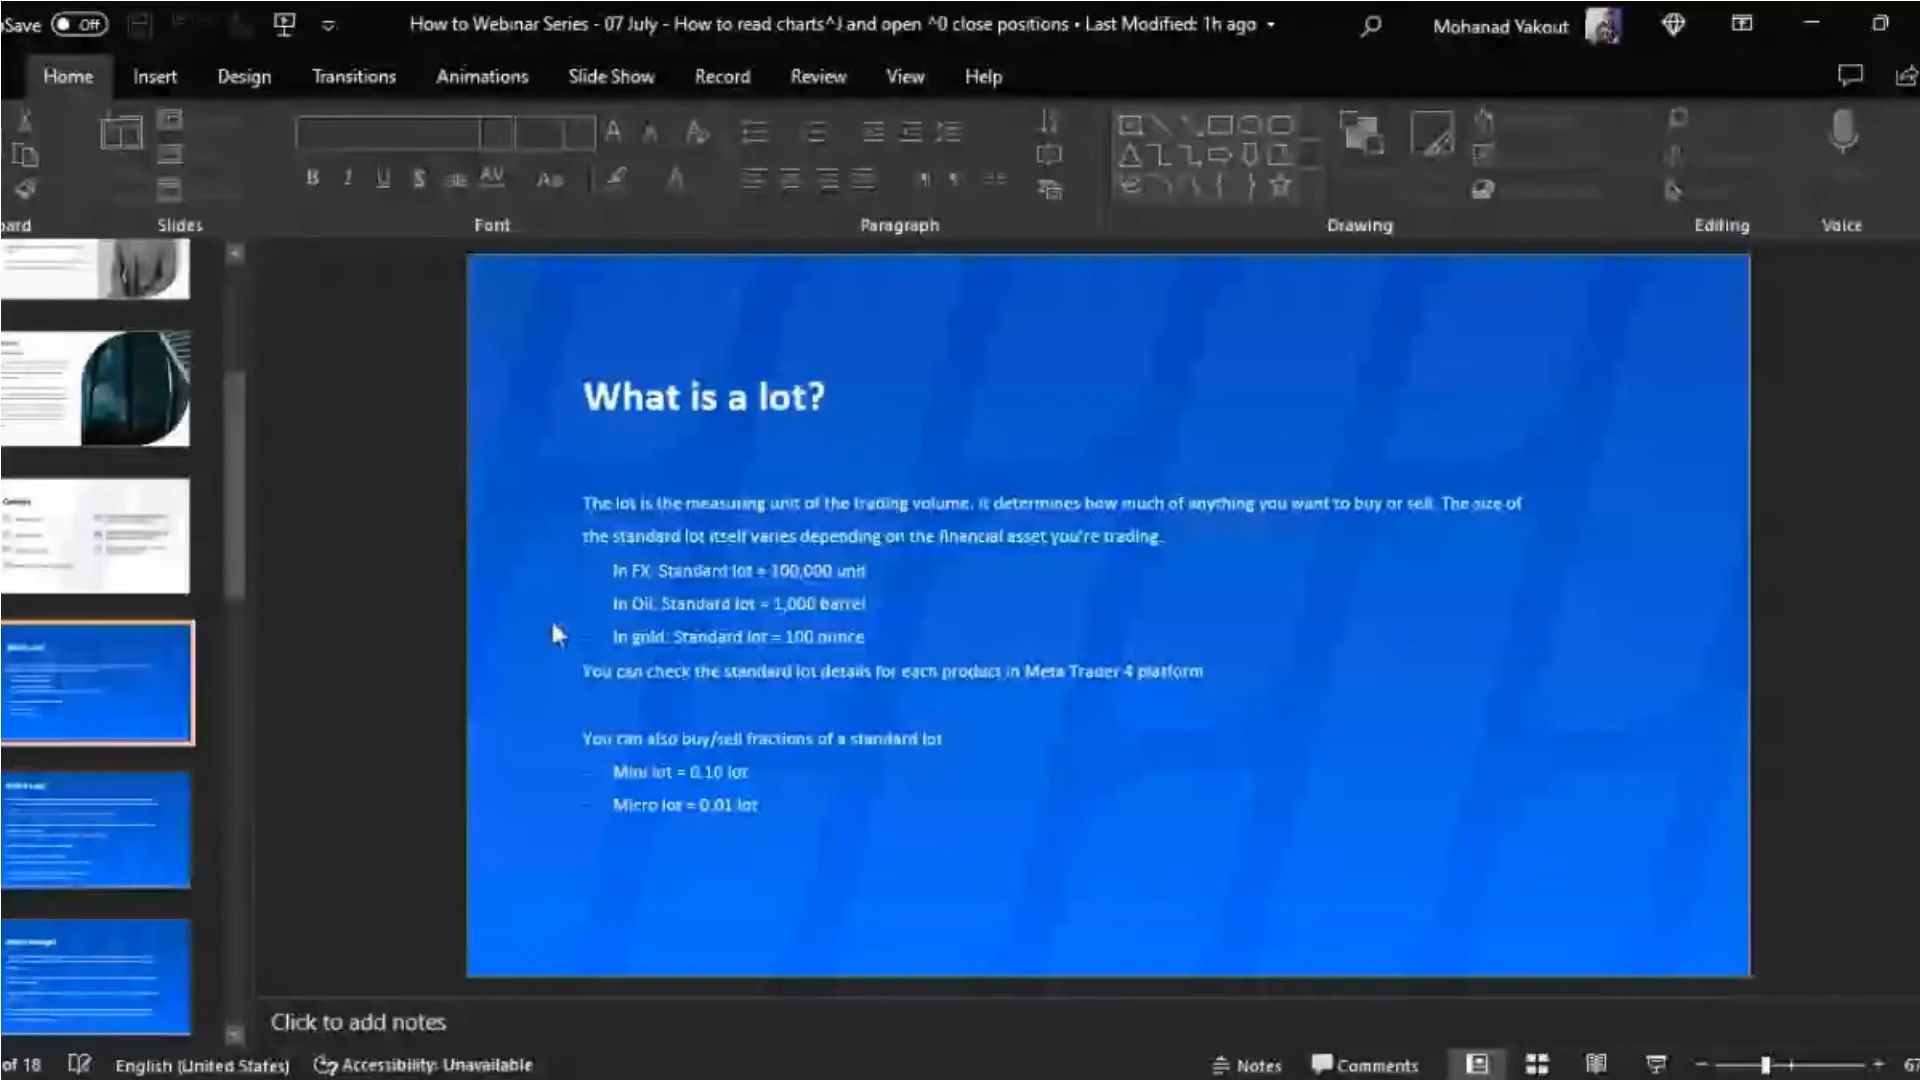 Save Off How to Webinar Series - 07 July - How to read charts^J and open ^0 close positions • Last Modified: 1h ago Mohanad Yakout
Home Insert Design Transitions Animations Slide Show Record Review View Help
Slides Font Paragraph Drawing Editing Voice
What is a lot?
The lot is the measuring unit of the trading volume, it determines how much of anything you want to buy or sell. The size of
the standard lot itself varies depending on the financial asset you're trading.
In FX: Standard lot = 100,000 unit
In Oil: Standard lot = 1,000 barrel
- In gold: Standard lot = 100 ounce
You can check the standard lot details for each product in Meta Trader 4 platform
You can also buy/sell fractions of a standard lot
- Mini lot = 0.10 lot
- Micro lot = 0.01 lot
Click to add notes
of 18 English (United States) Accessibility: Unavailable Notes Comments